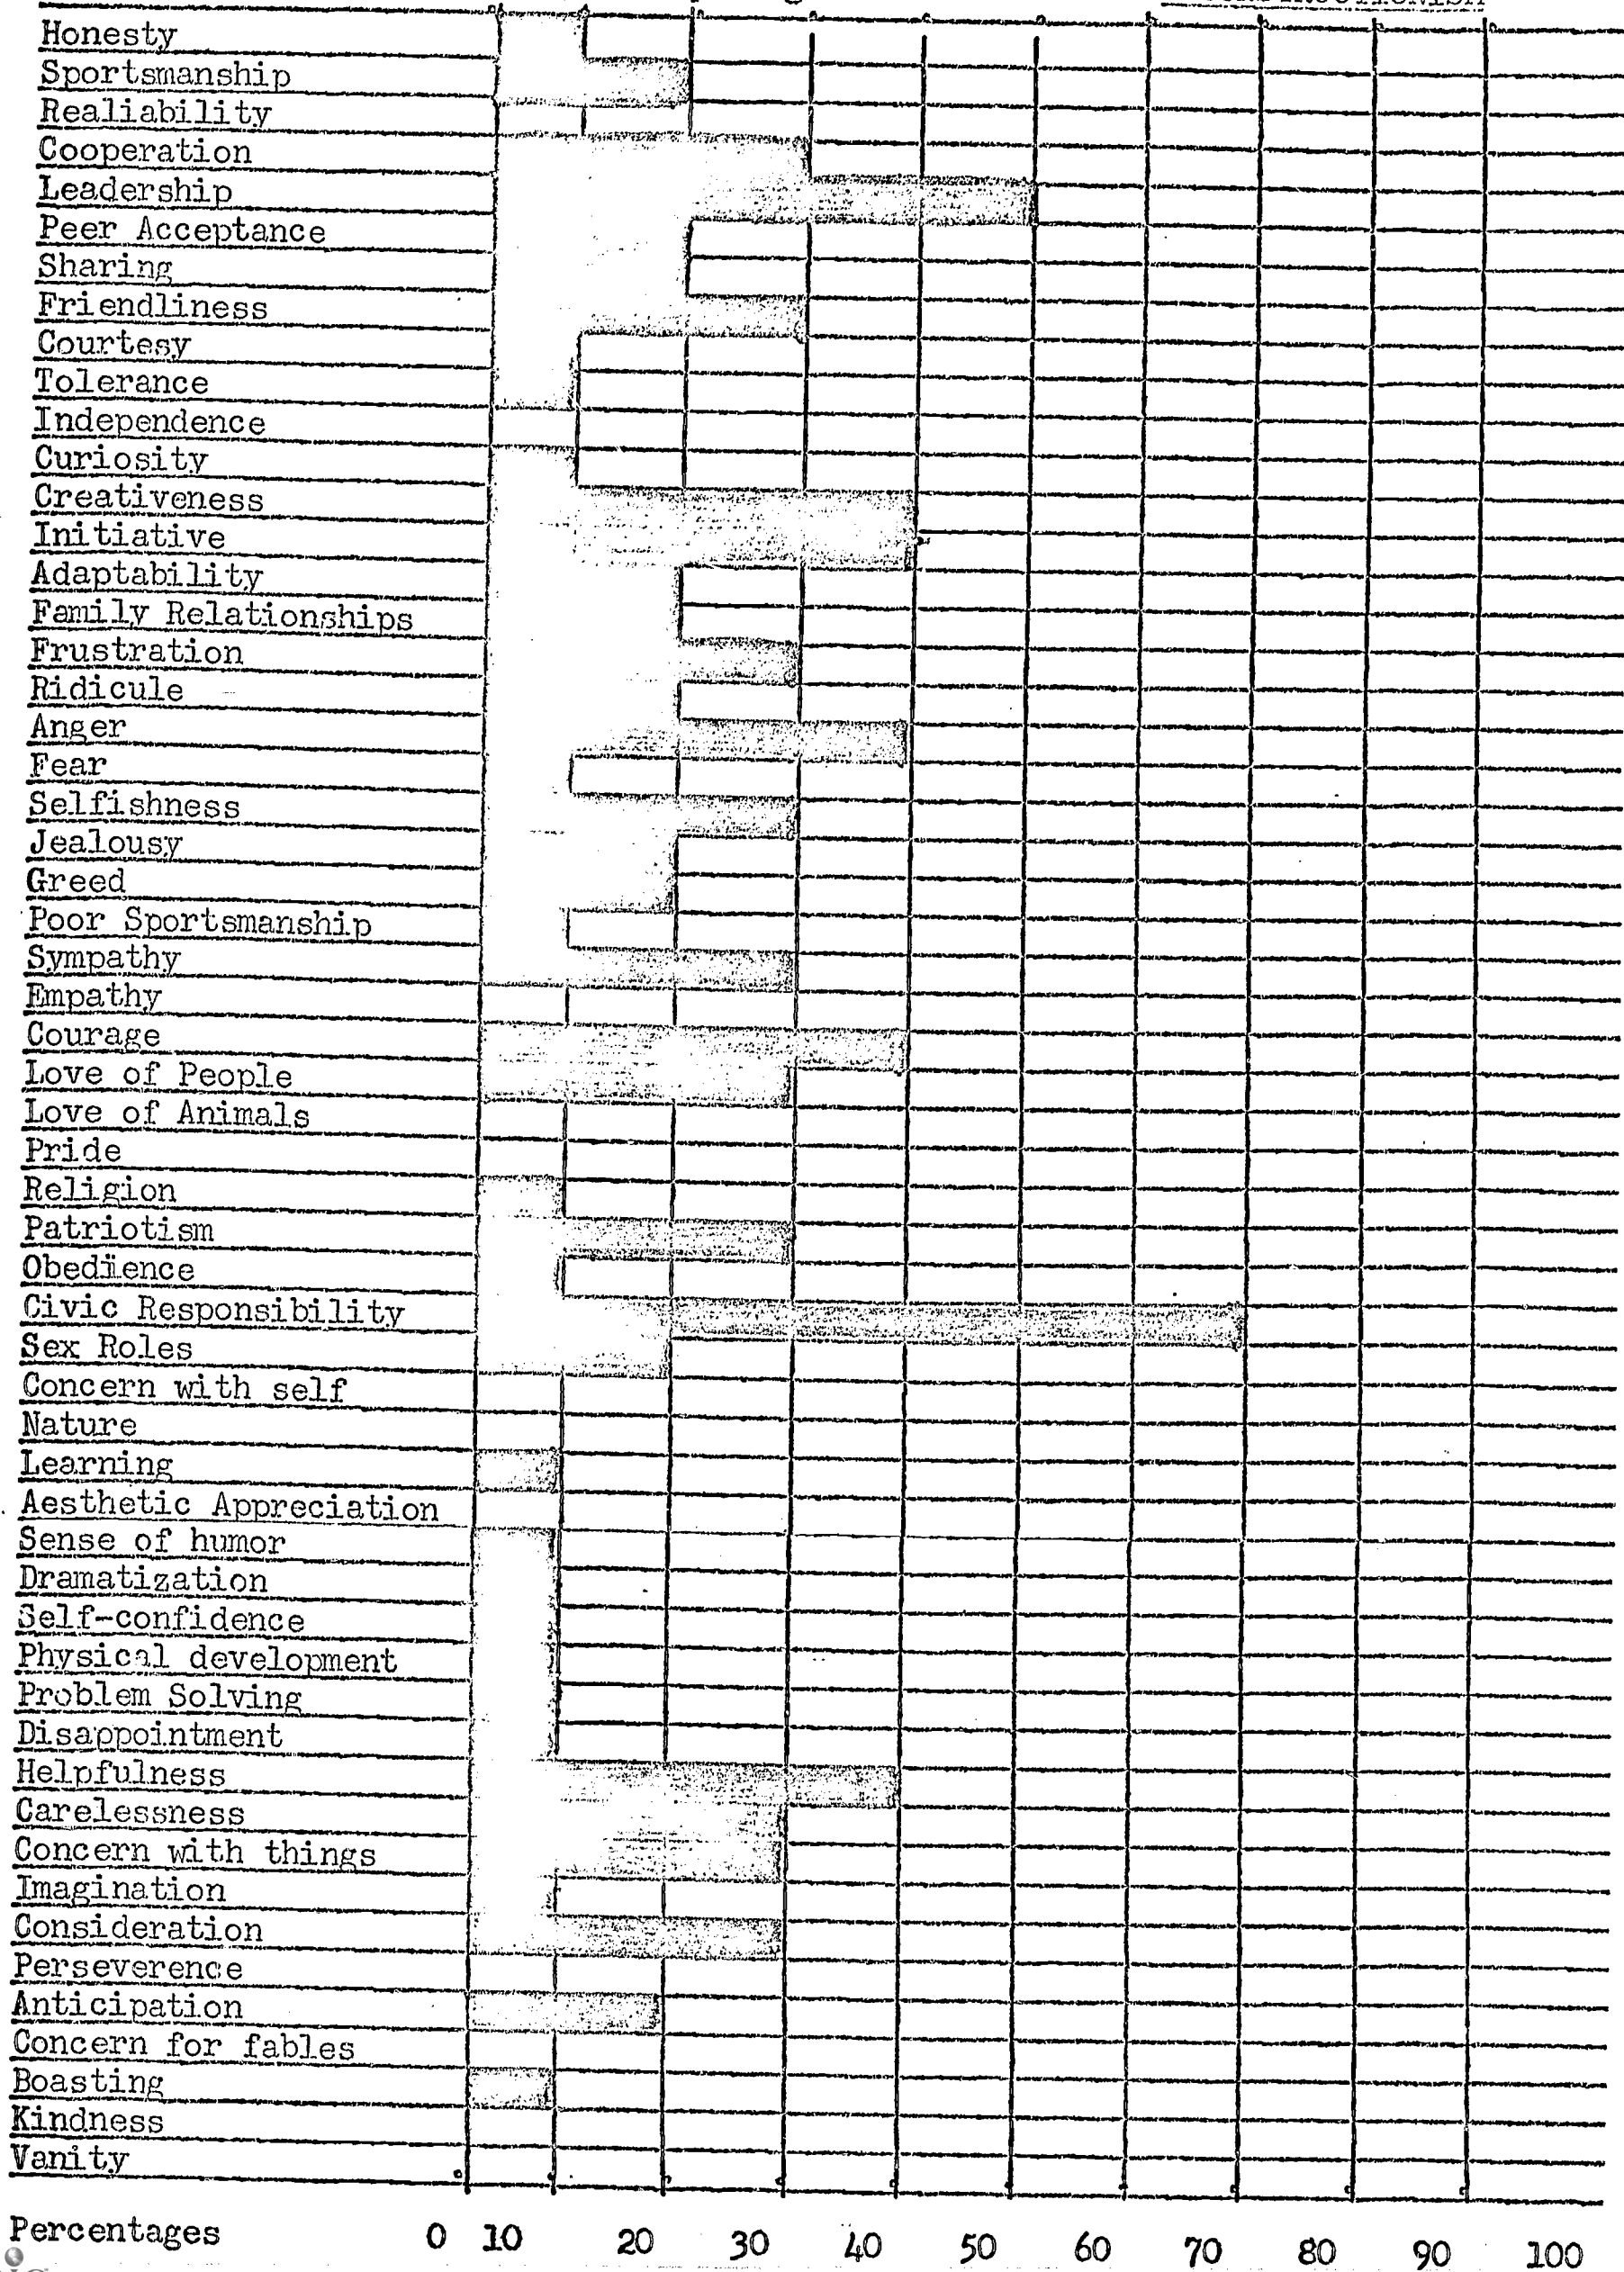 Honesty
Sportsmanship
Realiability
Cooperation
Leadership
Peer Acceptance
Sharing
Friendliness
Courtesy
Tolerance
Independence
Curiosity
Creativeness
Initiative
Adaptability
Family Relationships
Frustration
Ridicule
Anger
Fear
Selfishness
Jealousy
Greed
Poor Sportsmanship
Sympathy
Empathy
Courage
Love of People
Love of Animals
Pride
Religion
Patriotism
Obediience
Civic Responsibility
Sex Roles
Concern with self
Nature
Learning
Aesthetic Appreciation
Sense of humor
Dramatization
Self-confidence
Physical development
Problem Solving
Disappointment
Helpfulness
Carelessness
Concern with things
Imagination
Consideration
Perseverence
Anticipation
Concern for fables
Boasting
Kindness
Vanity
Percentages 0 10 20 30 40 50 60 70 80 90 100